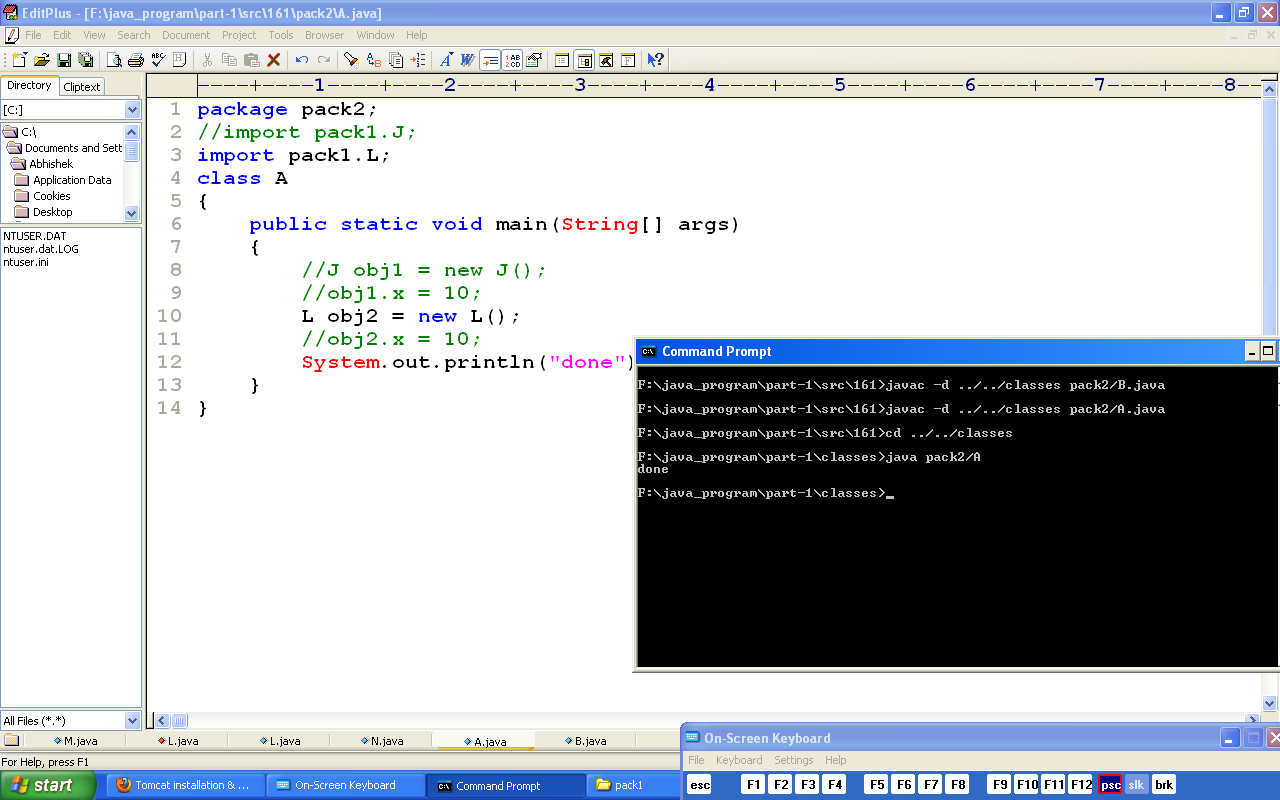 EditPlus - [F:\java_program\part-1\src\161\pack2\A.java]
File Edit View Search Document Project Tools Browser Window Help
Directory Cliptext
----+----1----+----2----+----3----+----4----+----5----+----6----+----7----+----8--
[C:]
C:\
Documents and Sett
Abhishek
Application Data
Cookies
Desktop
NTUSER.DAT
ntuser.dat.LOG
ntuser.ini
All Files (*.*)
1 package pack2;
2 //import pack1.J;
3 import pack1.L;
4 class A
5 {
6 public static void main(String[] args)
7 {
8 //J obj1 = new J();
9 //obj1.x = 10;
10 L obj2 = new L();
11 //obj2.x = 10;
12 System.out.println("done")
13 }
14 }
Command Prompt
F:\java_program\part-1\src\161>javac -d ../../classes pack2/B.java
F:\java_program\part-1\src\161>javac -d ../../classes pack2/A.java
F:\java_program\part-1\src\161>cd ../../classes
F:\java_program\part-1\classes>java pack2/A
done
F:\java_program\part-1\classes>_
M.java L.java L.java N.java A.java B.java
For Help, press F1
On-Screen Keyboard
File Keyboard Settings Help
esc F1 F2 F3 F4 F5 F6 F7 F8 F9 F10 F11 F12 psc slk brk
start Tomcat installation & ... On-Screen Keyboard Command Prompt pack1